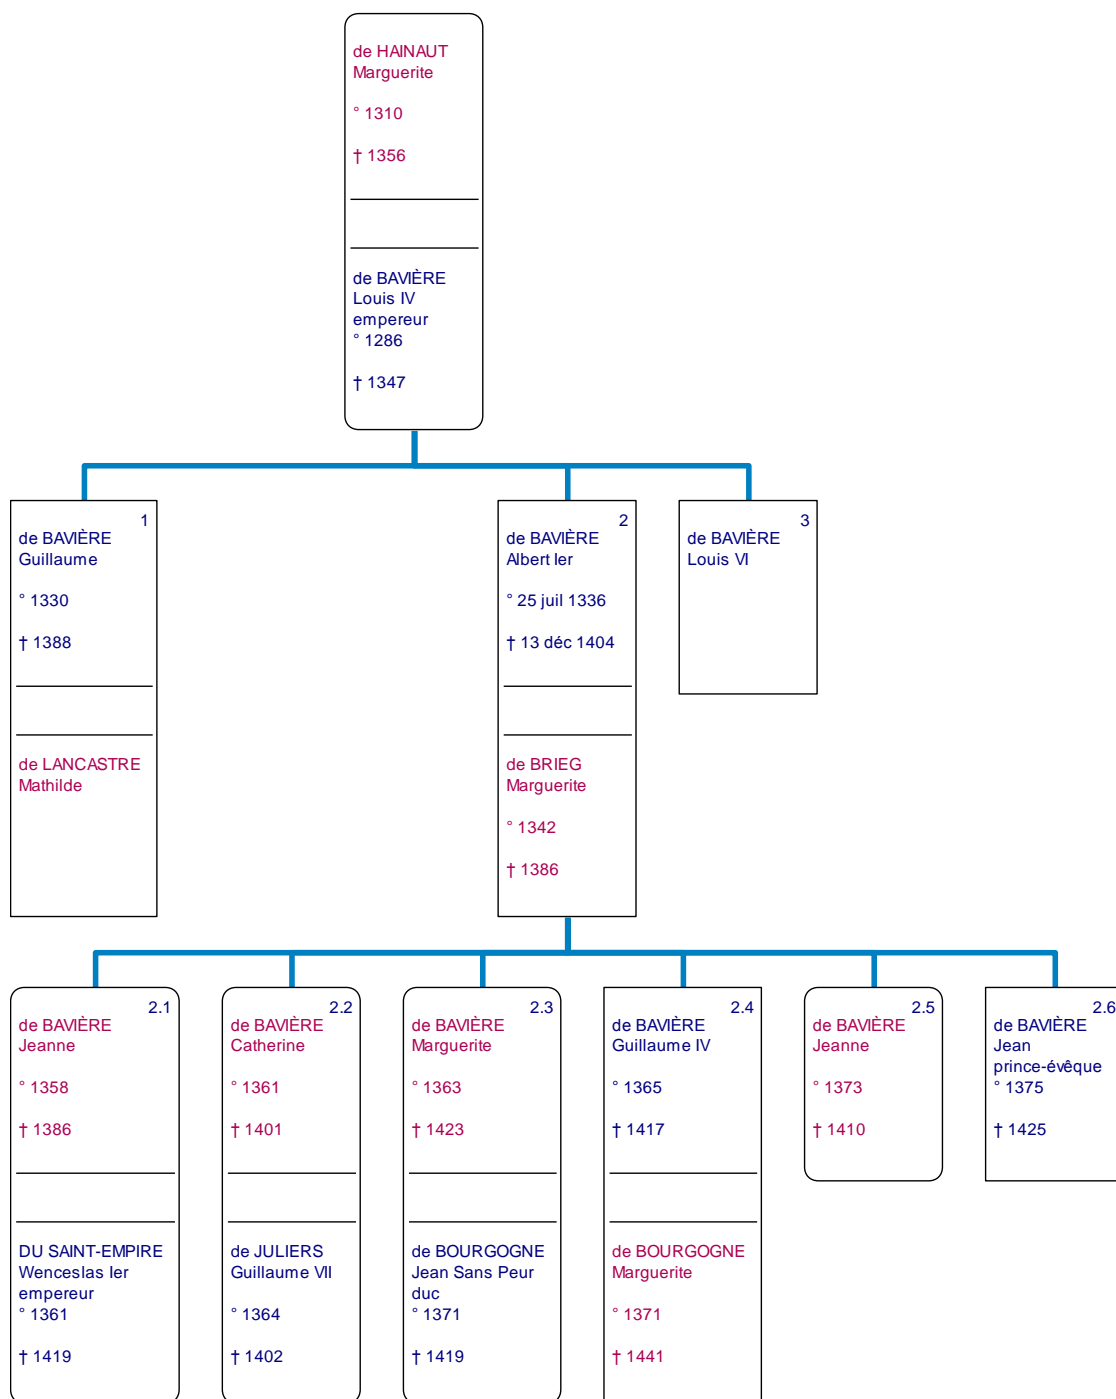 de HAINAUT
Marguerite
° 1310
† 1356
de BAVIÈRE
Louis IV
empereur
° 1286
† 1347
1
de BAVIÈRE
Guillaume
° 1330
† 1388
de LANCASTRE
Mathilde
2
de BAVIÈRE
Albert Ier
° 25 juil 1336
† 13 déc 1404
de BRIEG
Marguerite
° 1342
† 1386
3
de BAVIÈRE
Louis VI
2.1
de BAVIÈRE
Jeanne
° 1358
† 1386
DU SAINT-EMPIRE
Wenceslas Ier
empereur
° 1361
† 1419
2.2
de BAVIÈRE
Catherine
° 1361
† 1401
de JULIERS
Guillaume VII
° 1364
† 1402
2.3
de BAVIÈRE
Marguerite
° 1363
† 1423
de BOURGOGNE
Jean Sans Peur
duc
° 1371
† 1419
2.4
de BAVIÈRE
Guillaume IV
° 1365
† 1417
de BOURGOGNE
Marguerite
° 1371
† 1441
2.5
de BAVIÈRE
Jeanne
° 1373
† 1410
2.6
de BAVIÈRE
Jean
prince-évêque
° 1375
† 1425